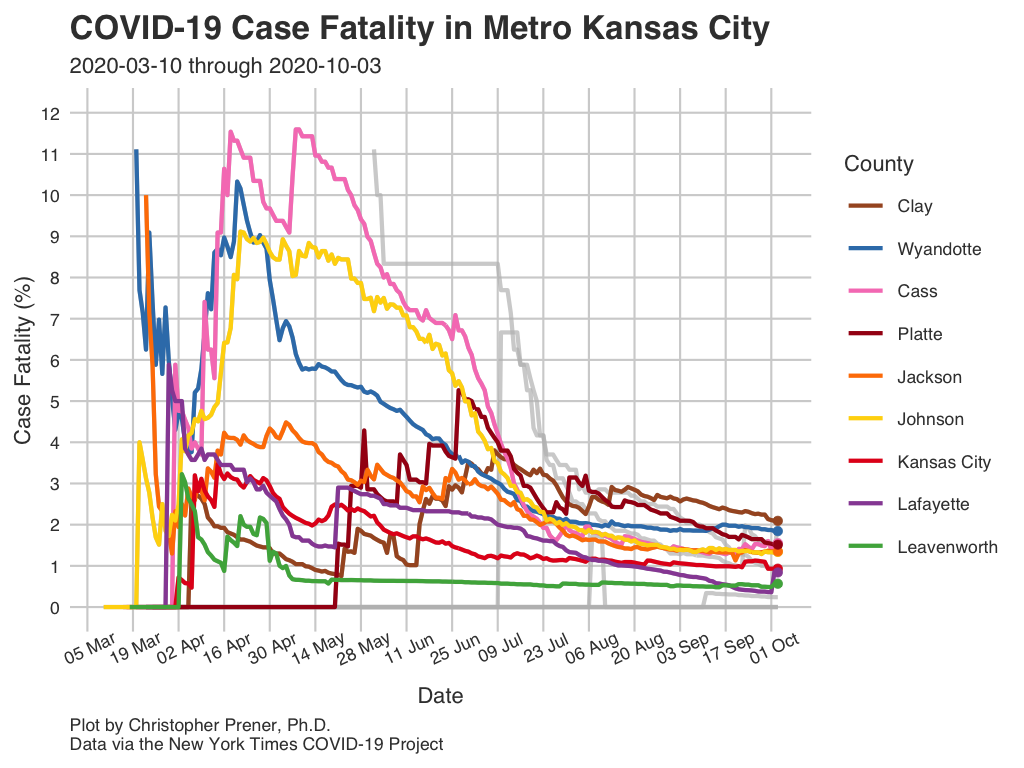 COVID-19 Case Fatality in Metro Kansas City
2020-03-10 through 2020-10-03
Case Fatality (%)
12
11
10
9
8
7
6
5
4
3
2
1
0
05 Mar
19 Mar
02 Apr
16 Apr
30 Apr
14 May
28 May
11 Jun
25 Jun
09 Jul
23 Jul
06 Aug
20 Aug
03 Sep
17 Sep
01 Oct
Date
County
Clay
Wyandotte
Cass
Platte
Jackson
Johnson
Kansas City
Lafayette
Leavenworth
Plot by Christopher Prener, Ph.D.
Data via the New York Times COVID-19 Project